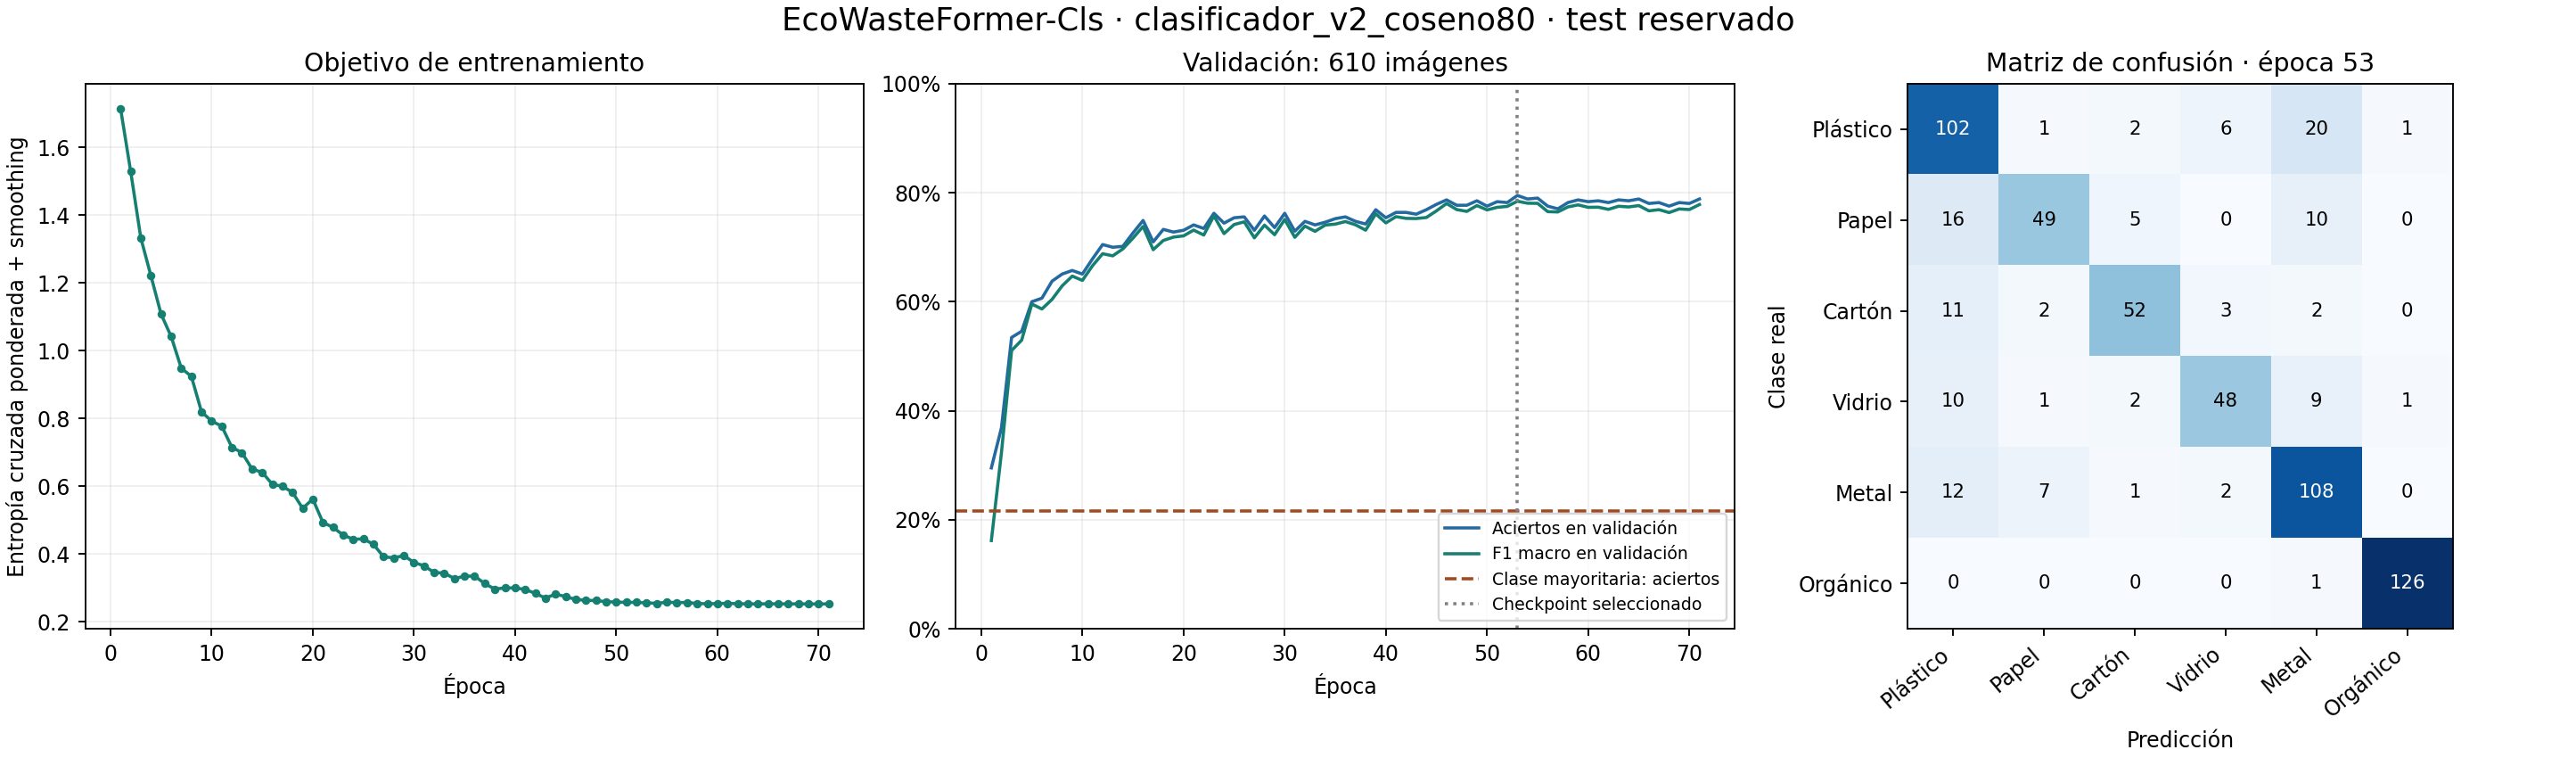 EcoWasteFormer-Cls · clasificador_v2_coseno80 · test reservado
Objetivo de entrenamiento
Entropía cruzada ponderada + smoothing
1.6
1.4
1.2
1.0
0.8
0.6
0.4
0.2
0 10 20 30 40 50 60 70
Época
Validación: 610 imágenes
100%
80%
60%
40%
20%
0%
Aciertos en validación
F1 macro en validación
Clase mayoritaria: aciertos
Checkpoint seleccionado
0 10 20 30 40 50 60 70
Época
Matriz de confusión · época 53
Clase real
Plástico 102 1 2 6 20 1
Papel 16 49 5 0 10 0
Cartón 11 2 52 3 2 0
Vidrio 10 1 2 48 9 1
Metal 12 7 1 2 108 0
Orgánico 0 0 0 0 1 126
Plástico Papel Cartón Vidrio Metal Orgánico
Predicción